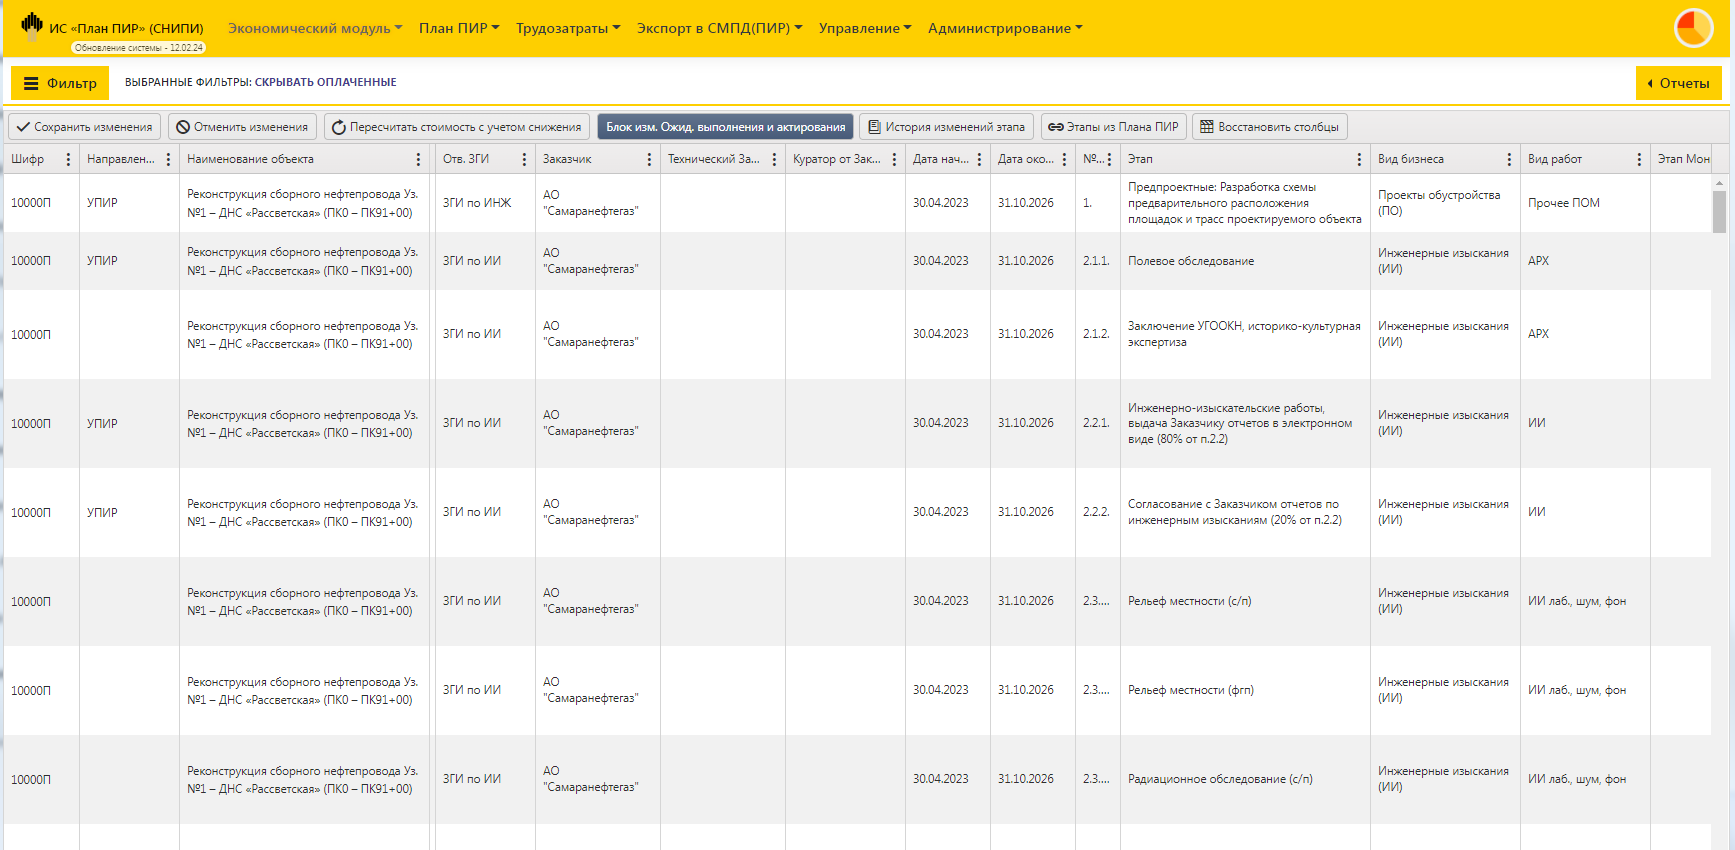 ИС «План ПИР» (СНИПИ)
Обновление системы - 12.02.24
Экономический модуль
План ПИР
Трудозатраты
Экспорт в СМПД(ПИР)
Управление
Администрирование
Фильтр
ВЫБРАННЫЕ ФИЛЬТРЫ: СКРЫВАТЬ ОПЛАЧЕННЫЕ
Отчеты
Сохранить изменения
Отменить изменения
Пересчитать стоимость с учетом снижения
Блок изм. Ожид. выполнения и актирования
История изменений этапа
Этапы из Плана ПИР
Восстановить столбцы
Шифр
Направлен...
Наименование объекта
Отв. ЗГИ
Заказчик
Технический За...
Куратор от Зак...
Дата нач...
Дата око...
№...
Этап
Вид бизнеса
Вид работ
Этап Мон
10000П
УПИР
Реконструкция сборного нефтепровода Уз.
№1 – ДНС «Рассветская» (ПК0 – ПК91+00)
ЗГИ по ИНЖ
АО
"Самаранефтегаз"
30.04.2023
31.10.2026
1.
Предпроектные: Разработка схемы
предварительного расположения
площадок и трасс проектируемого объекта
Проекты обустройства
(ПО)
Прочее ПОМ
10000П
УПИР
Реконструкция сборного нефтепровода Уз.
№1 – ДНС «Рассветская» (ПК0 – ПК91+00)
ЗГИ по ИИ
АО
"Самаранефтегаз"
30.04.2023
31.10.2026
2.1.1.
Полевое обследование
Инженерные изыскания
(ИИ)
АРХ
10000П
Реконструкция сборного нефтепровода Уз.
№1 – ДНС «Рассветская» (ПК0 – ПК91+00)
ЗГИ по ИИ
АО
"Самаранефтегаз"
30.04.2023
31.10.2026
2.1.2.
Заключение УГООКН, историко-культурная
экспертиза
Инженерные изыскания
(ИИ)
АРХ
10000П
УПИР
Реконструкция сборного нефтепровода Уз.
№1 – ДНС «Рассветская» (ПК0 – ПК91+00)
ЗГИ по ИИ
АО
"Самаранефтегаз"
30.04.2023
31.10.2026
2.2.1.
Инженерно-изыскательские работы,
выдача Заказчику отчетов в электронном
виде (80% от п.2.2)
Инженерные изыскания
(ИИ)
ИИ
10000П
УПИР
Реконструкция сборного нефтепровода Уз.
№1 – ДНС «Рассветская» (ПК0 – ПК91+00)
ЗГИ по ИИ
АО
"Самаранефтегаз"
30.04.2023
31.10.2026
2.2.2.
Согласование с Заказчиком отчетов по
инженерным изысканиям (20% от п.2.2)
Инженерные изыскания
(ИИ)
ИИ
10000П
Реконструкция сборного нефтепровода Уз.
№1 – ДНС «Рассветская» (ПК0 – ПК91+00)
ЗГИ по ИИ
АО
"Самаранефтегаз"
30.04.2023
31.10.2026
2.3....
Рельеф местности (с/п)
Инженерные изыскания
(ИИ)
ИИ лаб., шум, фон
10000П
Реконструкция сборного нефтепровода Уз.
№1 – ДНС «Рассветская» (ПК0 – ПК91+00)
ЗГИ по ИИ
АО
"Самаранефтегаз"
30.04.2023
31.10.2026
2.3....
Рельеф местности (фгп)
Инженерные изыскания
(ИИ)
ИИ лаб., шум, фон
10000П
Реконструкция сборного нефтепровода Уз.
№1 – ДНС «Рассветская» (ПК0 – ПК91+00)
ЗГИ по ИИ
АО
"Самаранефтегаз"
30.04.2023
31.10.2026
2.3....
Радиационное обследование (с/п)
Инженерные изыскания
(ИИ)
ИИ лаб., шум, фон